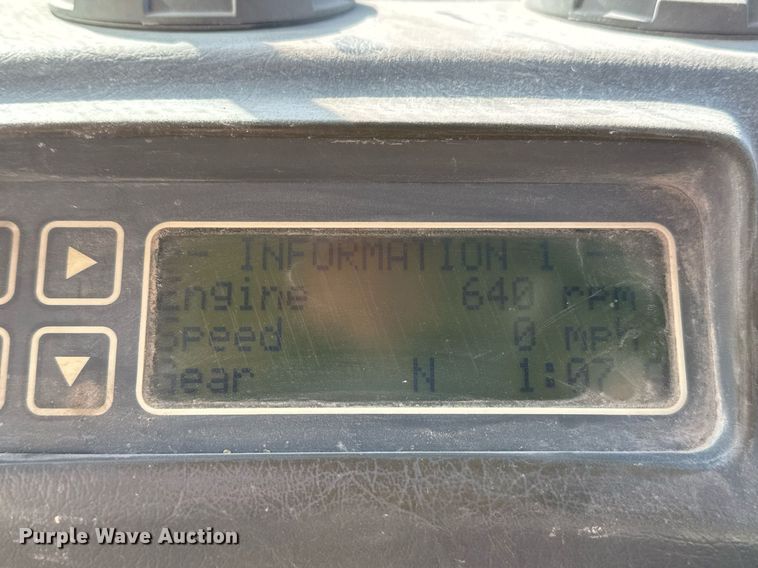 - INFORMATION 1 -
Engine 640 rpm
Speed 0 mph
Gear N 1:07
Purple Wave Auction